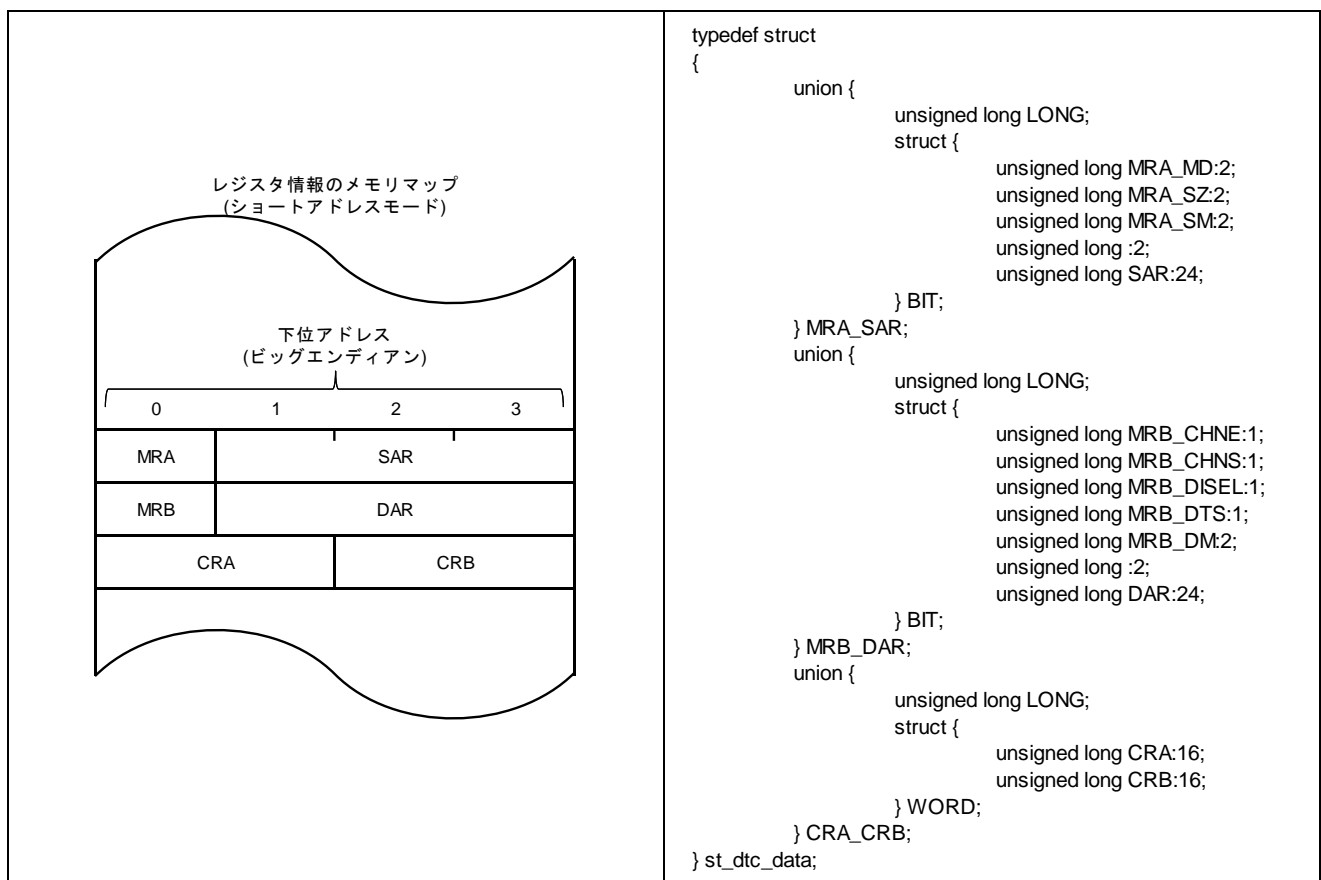 レジスタ情報のメモリマップ
(ショートアドレスモード)
下位アドレス
(ビッグエンディアン)
0 1 2 3
MRA SAR
MRB DAR
CRA CRB
typedef struct
{
union {
unsigned long LONG;
struct {
unsigned long MRA_MD:2;
unsigned long MRA_SZ:2;
unsigned long MRA_SM:2;
unsigned long :2;
unsigned long SAR:24;
} BIT;
} MRA_SAR;
union {
unsigned long LONG;
struct {
unsigned long MRB_CHNE:1;
unsigned long MRB_CHNS:1;
unsigned long MRB_DISEL:1;
unsigned long MRB_DTS:1;
unsigned long MRB_DM:2;
unsigned long :2;
unsigned long DAR:24;
} BIT;
} MRB_DAR;
union {
unsigned long LONG;
struct {
unsigned long CRA:16;
unsigned long CRB:16;
} WORD;
} CRA_CRB;
} st_dtc_data;